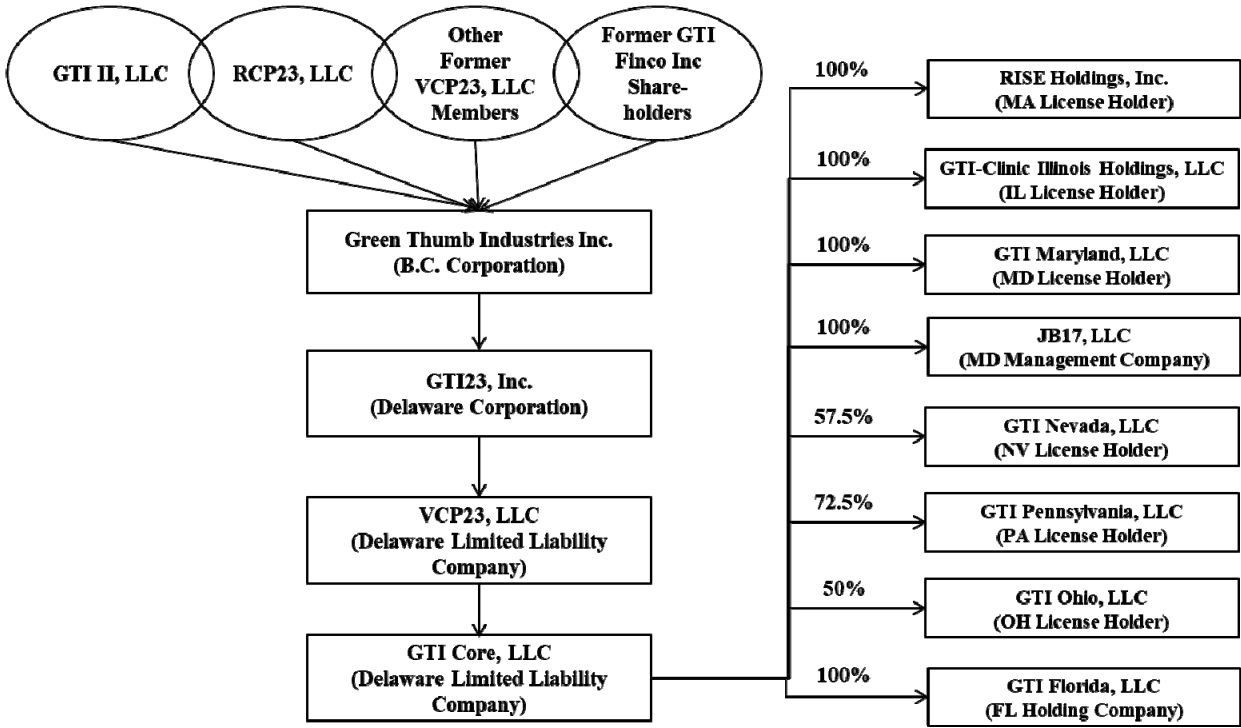 GTI II, LLC
RCP23, LLC
Other
Former
VCP23, LLC
Members
Former GTI
Finco Inc
Share-
holders
Green Thumb Industries Inc.
(B.C. Corporation)
GTI23, Inc.
(Delaware Corporation)
VCP23, LLC
(Delaware Limited Liability
Company)
GTI Core, LLC
(Delaware Limited Liability
Company)
100%
RISE Holdings, Inc.
(MA License Holder)
100%
GTI-Clinic Illinois Holdings, LLC
(IL License Holder)
100%
GTI Maryland, LLC
(MD License Holder)
100%
JB17, LLC
(MD Management Company)
57.5%
GTI Nevada, LLC
(NV License Holder)
72.5%
GTI Pennsylvania, LLC
(PA License Holder)
50%
GTI Ohio, LLC
(OH License Holder)
100%
GTI Florida, LLC
(FL Holding Company)